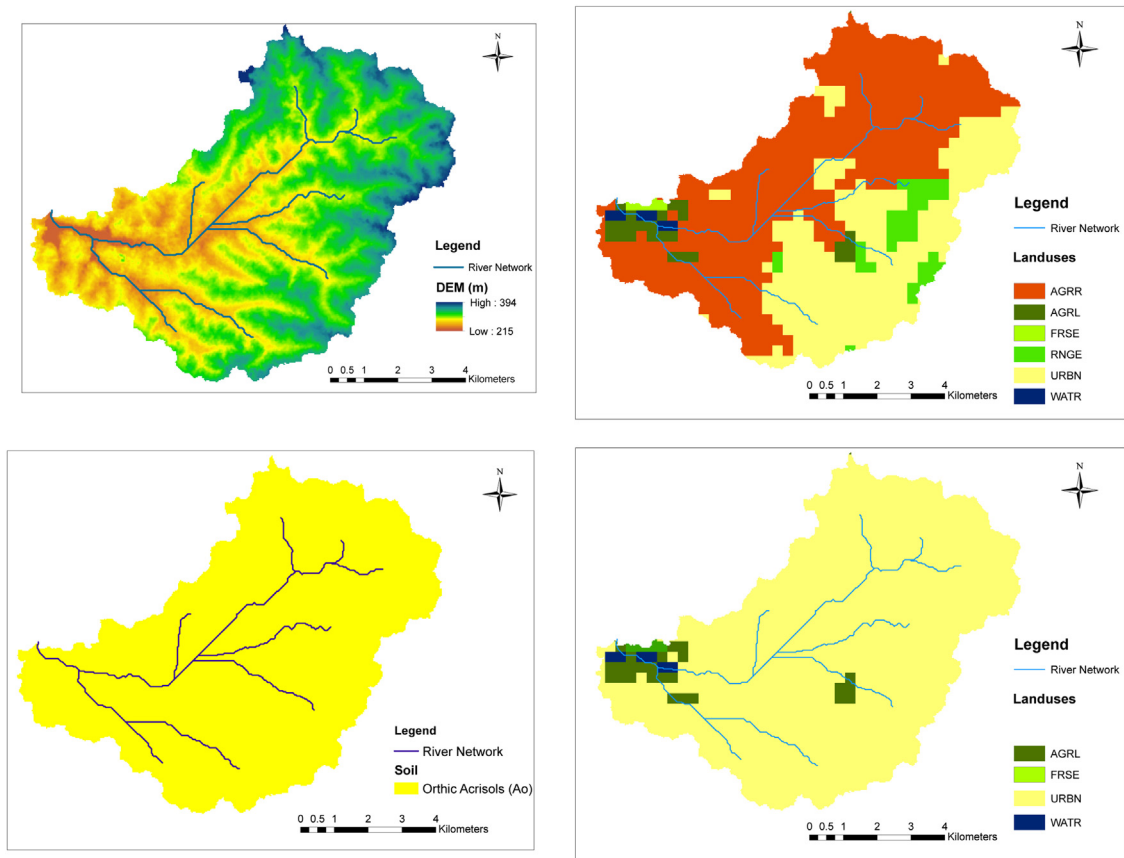 N
Legend
River Network
DEM (m)
High : 394
Low : 215
0 0.5 1 2 3 4
Kilometers
N
Legend
River Network
Landuses
AGRR
AGRL
FRSE
RNGE
URBN
WATR
0 0.5 1 2 3 4
Kilometers
N
Legend
River Network
Soil
Orthic Acrisols (Ao)
0 0.5 1 2 3 4
Kilometers
N
Legend
River Network
Landuses
AGRL
FRSE
URBN
WATR
0 0.5 1 2 3 4
Kilometers